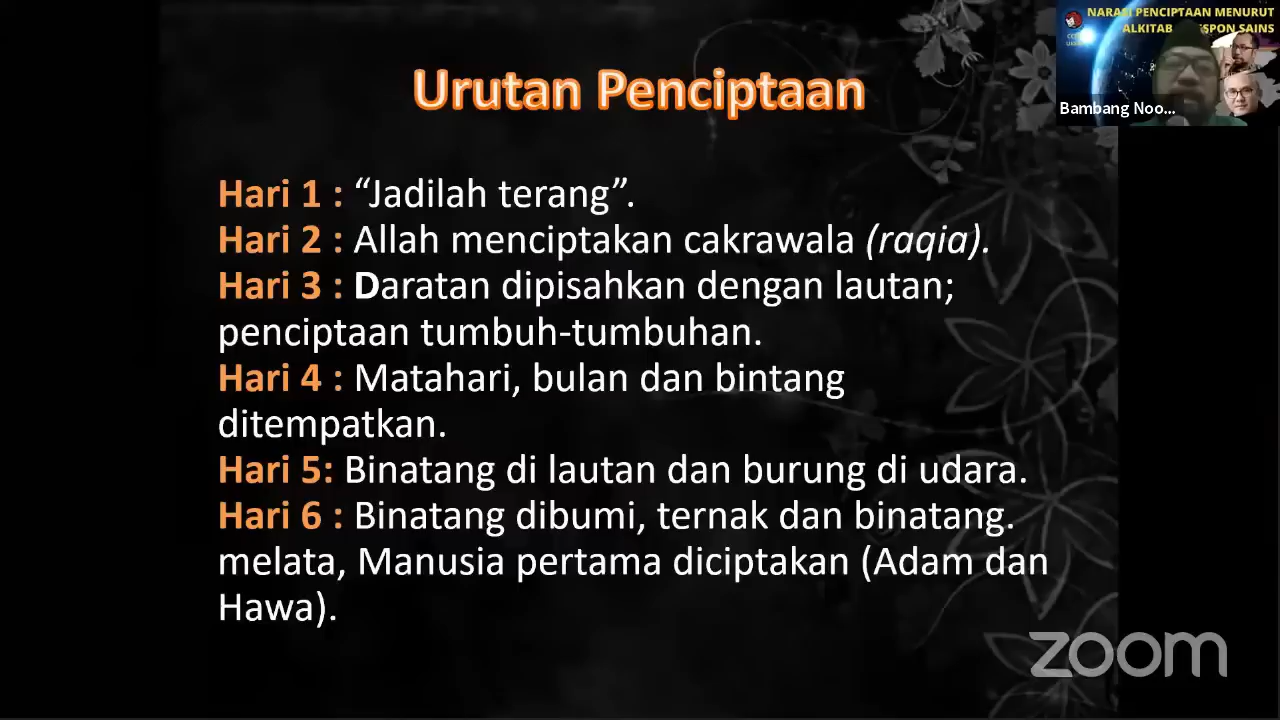 NARASI PENCIPTAAN MENURUT
ALKITAB SPON SAINS
Bambang Noo...
Urutan Penciptaan
Hari 1 : “Jadilah terang”.
Hari 2 : Allah menciptakan cakrawala (raqia).
Hari 3 : Daratan dipisahkan dengan lautan;
penciptaan tumbuh-tumbuhan.
Hari 4 : Matahari, bulan dan bintang
ditempatkan.
Hari 5: Binatang di lautan dan burung di udara.
Hari 6 : Binatang dibumi, ternak dan binatang.
melata, Manusia pertama diciptakan (Adam dan
Hawa).
zoom